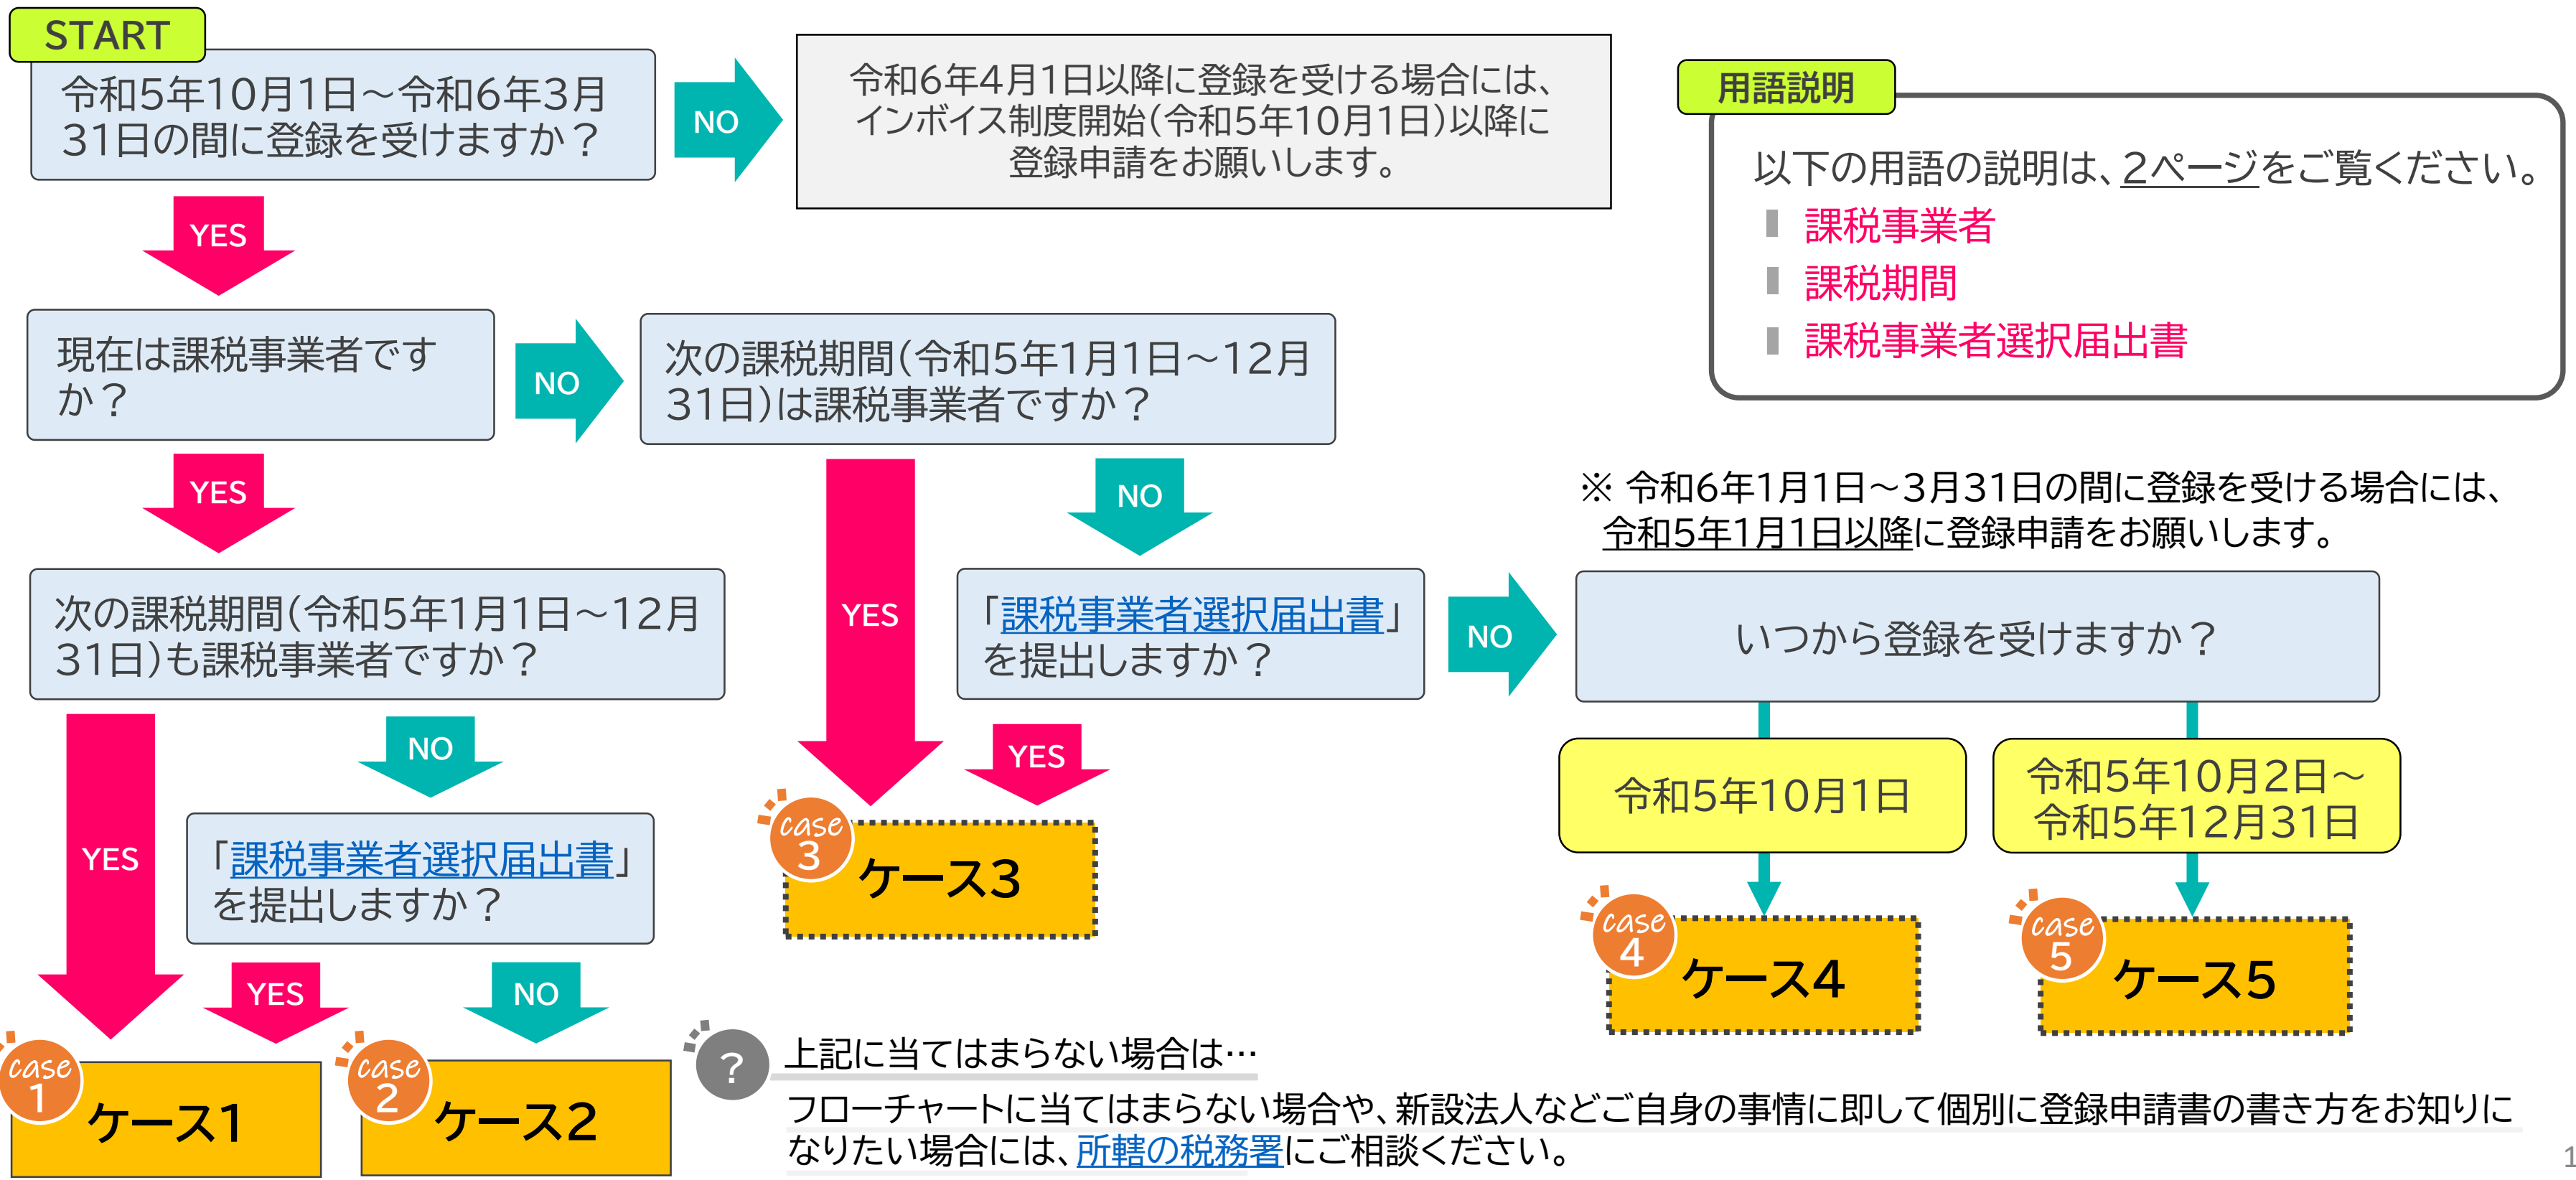 START
令和5年10月1日～令和6年3月
31日の間に登録を受けますか？
NO
令和6年4月1日以降に登録を受ける場合には、
インボイス制度開始(令和5年10月1日)以降に
登録申請をお願いします。
用語説明
以下の用語の説明は、2ページをご覧ください。
課税事業者
課税期間
課税事業者選択届出書
YES
現在は課税事業者です
か？
NO
次の課税期間(令和5年1月1日～12月
31日)は課税事業者ですか？
YES
YES
NO
※ 令和6年1月1日～3月31日の間に登録を受ける場合には、
令和5年1月1日以降に登録申請をお願いします。
次の課税期間(令和5年1月1日～12月
31日)も課税事業者ですか？
「課税事業者選択届出書」
を提出しますか？
NO
いつから登録を受けますか？
YES
NO
YES
令和5年10月1日
令和5年10月2日～
令和5年12月31日
「課税事業者選択届出書」
を提出しますか？
case
3
ケース3
case
4
ケース4
case
5
ケース5
YES
NO
case
1
ケース1
case
2
ケース2
?
上記に当てはまらない場合は…
フローチャートに当てはまらない場合や、新設法人などご自身の事情に即して個別に登録申請書の書き方をお知りに
なりたい場合には、所轄の税務署にご相談ください。
1